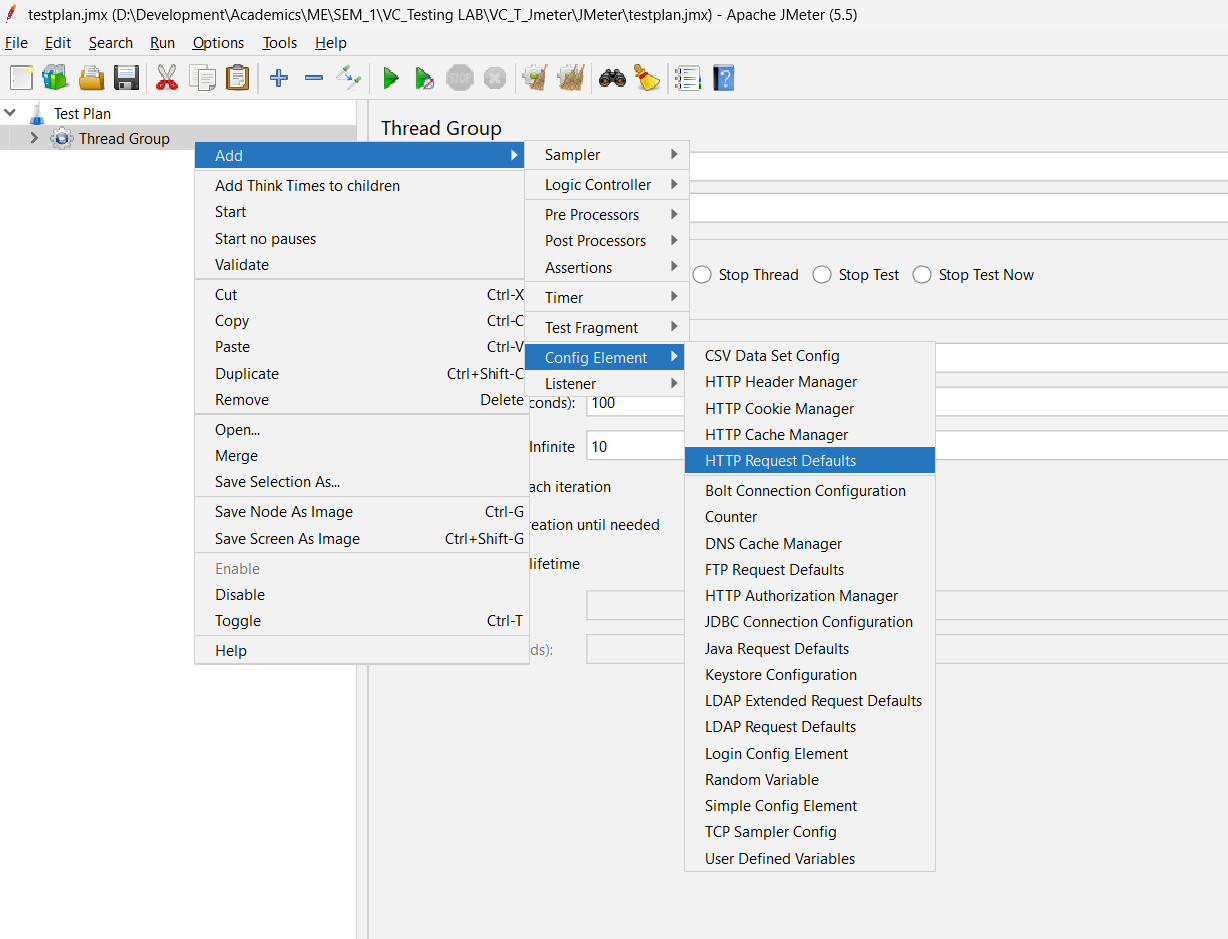 testplan.jmx (D:\Development\Academics\ME\SEM_1\VC_Testing LAB\VC_T_Jmeter\JMeter\testplan.jmx) - Apache JMeter (5.5)
File Edit Search Run Options Tools Help
STOP
Test Plan
Thread Group
Thread Group
Add
Add Think Times to children
Start
Start no pauses
Validate
Cut Ctrl-X
Copy Ctrl-C
Paste Ctrl-V
Duplicate Ctrl+Shift-C
Remove Delete
Open...
Merge
Save Selection As...
Save Node As Image Ctrl-G
Save Screen As Image Ctrl+Shift-G
Enable
Disable
Toggle Ctrl-T
Help
Sampler
Logic Controller
Pre Processors
Post Processors
Assertions
Timer
Test Fragment
Config Element
Listener
Stop Thread Stop Test Stop Test Now
conds): 100
Infinite 10
ach iteration
reation until needed
lifetime
ds):
CSV Data Set Config
HTTP Header Manager
HTTP Cookie Manager
HTTP Cache Manager
HTTP Request Defaults
Bolt Connection Configuration
Counter
DNS Cache Manager
FTP Request Defaults
HTTP Authorization Manager
JDBC Connection Configuration
Java Request Defaults
Keystore Configuration
LDAP Extended Request Defaults
LDAP Request Defaults
Login Config Element
Random Variable
Simple Config Element
TCP Sampler Config
User Defined Variables